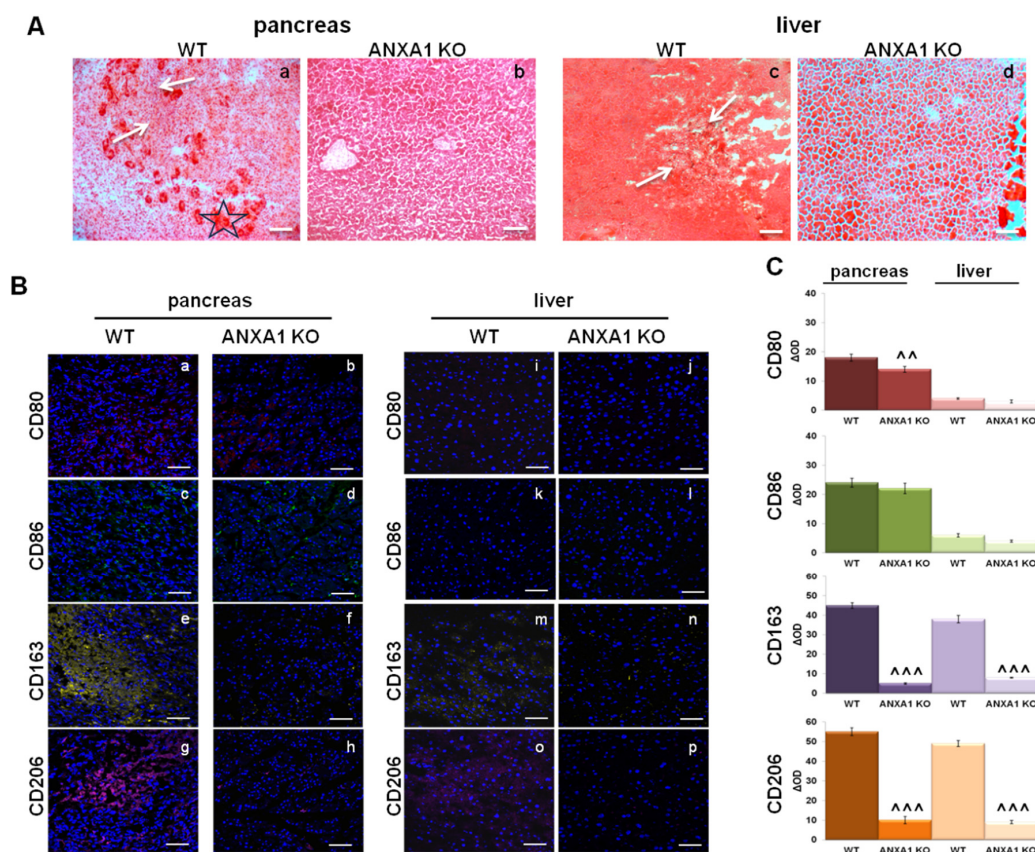 A
pancreas
liver
WT
ANXA1 KO
WT
ANXA1 KO
a
b
c
d
B
pancreas
liver
WT
ANXA1 KO
WT
ANXA1 KO
CD80
a
b
i
j
CD86
c
d
k
l
CD163
e
f
m
n
CD206
g
h
o
p
C
pancreas
liver
CD80
ΔOD
40
30
20
10
0
^^
WT
ANXA1 KO
WT
ANXA1 KO
CD86
ΔOD
40
30
20
10
0
WT
ANXA1 KO
WT
ANXA1 KO
CD163
ΔOD
60
50
40
30
20
10
0
^^^
^^^
WT
ANXA1 KO
WT
ANXA1 KO
CD206
ΔOD
60
50
40
30
20
10
0
^^^
^^^
WT
ANXA1 KO
WT
ANXA1 KO